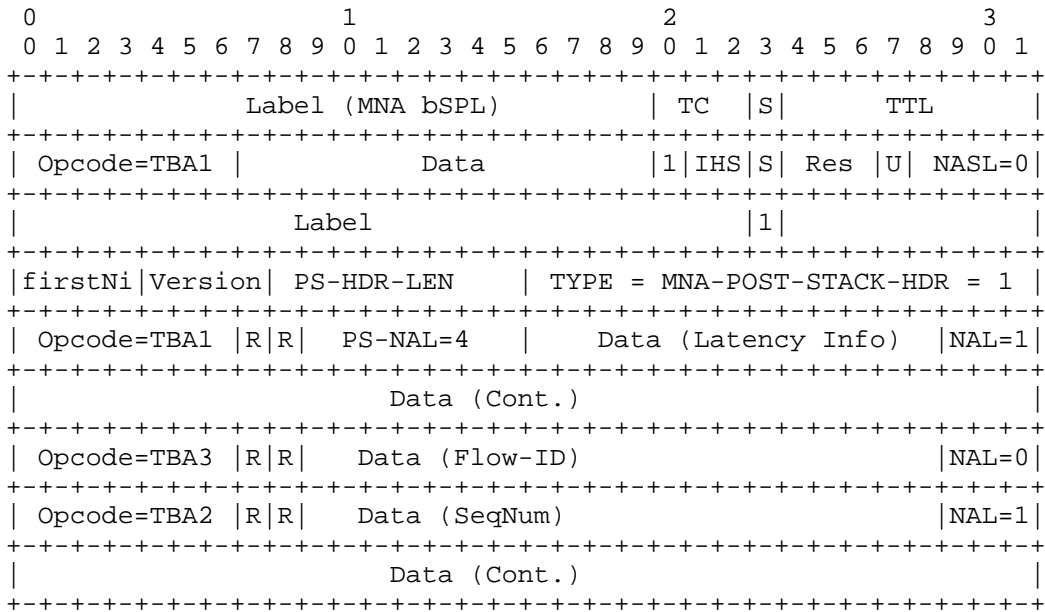 0                   1                   2                   3
 0 1 2 3 4 5 6 7 8 9 0 1 2 3 4 5 6 7 8 9 0 1 2 3 4 5 6 7 8 9 0 1
+-+-+-+-+-+-+-+-+-+-+-+-+-+-+-+-+-+-+-+-+-+-+-+-+-+-+-+-+-+-+-+-+
|              Label (MNA bSPL)         | TC  |S|      TTL      |
+-+-+-+-+-+-+-+-+-+-+-+-+-+-+-+-+-+-+-+-+-+-+-+-+-+-+-+-+-+-+-+-+
| Opcode=TBA1 |           Data          |1|IHS|S| Res |U| NASL=0|
+-+-+-+-+-+-+-+-+-+-+-+-+-+-+-+-+-+-+-+-+-+-+-+-+-+-+-+-+-+-+-+-+
|                 Label                       |1|               |
+-+-+-+-+-+-+-+-+-+-+-+-+-+-+-+-+-+-+-+-+-+-+-+-+-+-+-+-+-+-+-+-+
|firstNi|Version| PS-HDR-LEN    | TYPE = MNA-POST-STACK-HDR = 1 |
+-+-+-+-+-+-+-+-+-+-+-+-+-+-+-+-+-+-+-+-+-+-+-+-+-+-+-+-+-+-+-+-+
| Opcode=TBA1 |R|R|  PS-NAL=4   |    Data (Latency Info)  |NAL=1|
+-+-+-+-+-+-+-+-+-+-+-+-+-+-+-+-+-+-+-+-+-+-+-+-+-+-+-+-+-+-+-+-+
|                       Data (Cont.)                            |
+-+-+-+-+-+-+-+-+-+-+-+-+-+-+-+-+-+-+-+-+-+-+-+-+-+-+-+-+-+-+-+-+
| Opcode=TBA3 |R|R|   Data (Flow-ID)                      |NAL=0|
+-+-+-+-+-+-+-+-+-+-+-+-+-+-+-+-+-+-+-+-+-+-+-+-+-+-+-+-+-+-+-+-+
| Opcode=TBA2 |R|R|   Data (SeqNum)                       |NAL=1|
+-+-+-+-+-+-+-+-+-+-+-+-+-+-+-+-+-+-+-+-+-+-+-+-+-+-+-+-+-+-+-+-+
|                       Data (Cont.)                            |
+-+-+-+-+-+-+-+-+-+-+-+-+-+-+-+-+-+-+-+-+-+-+-+-+-+-+-+-+-+-+-+-+